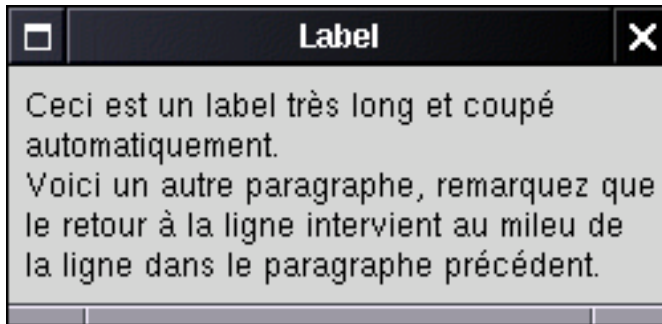 Label
Ceci est un label très long et coupé
automatiquement.
Voici un autre paragraphe, remarquez que
le retour à la ligne intervient au mileu de
la ligne dans le paragraphe précédent.